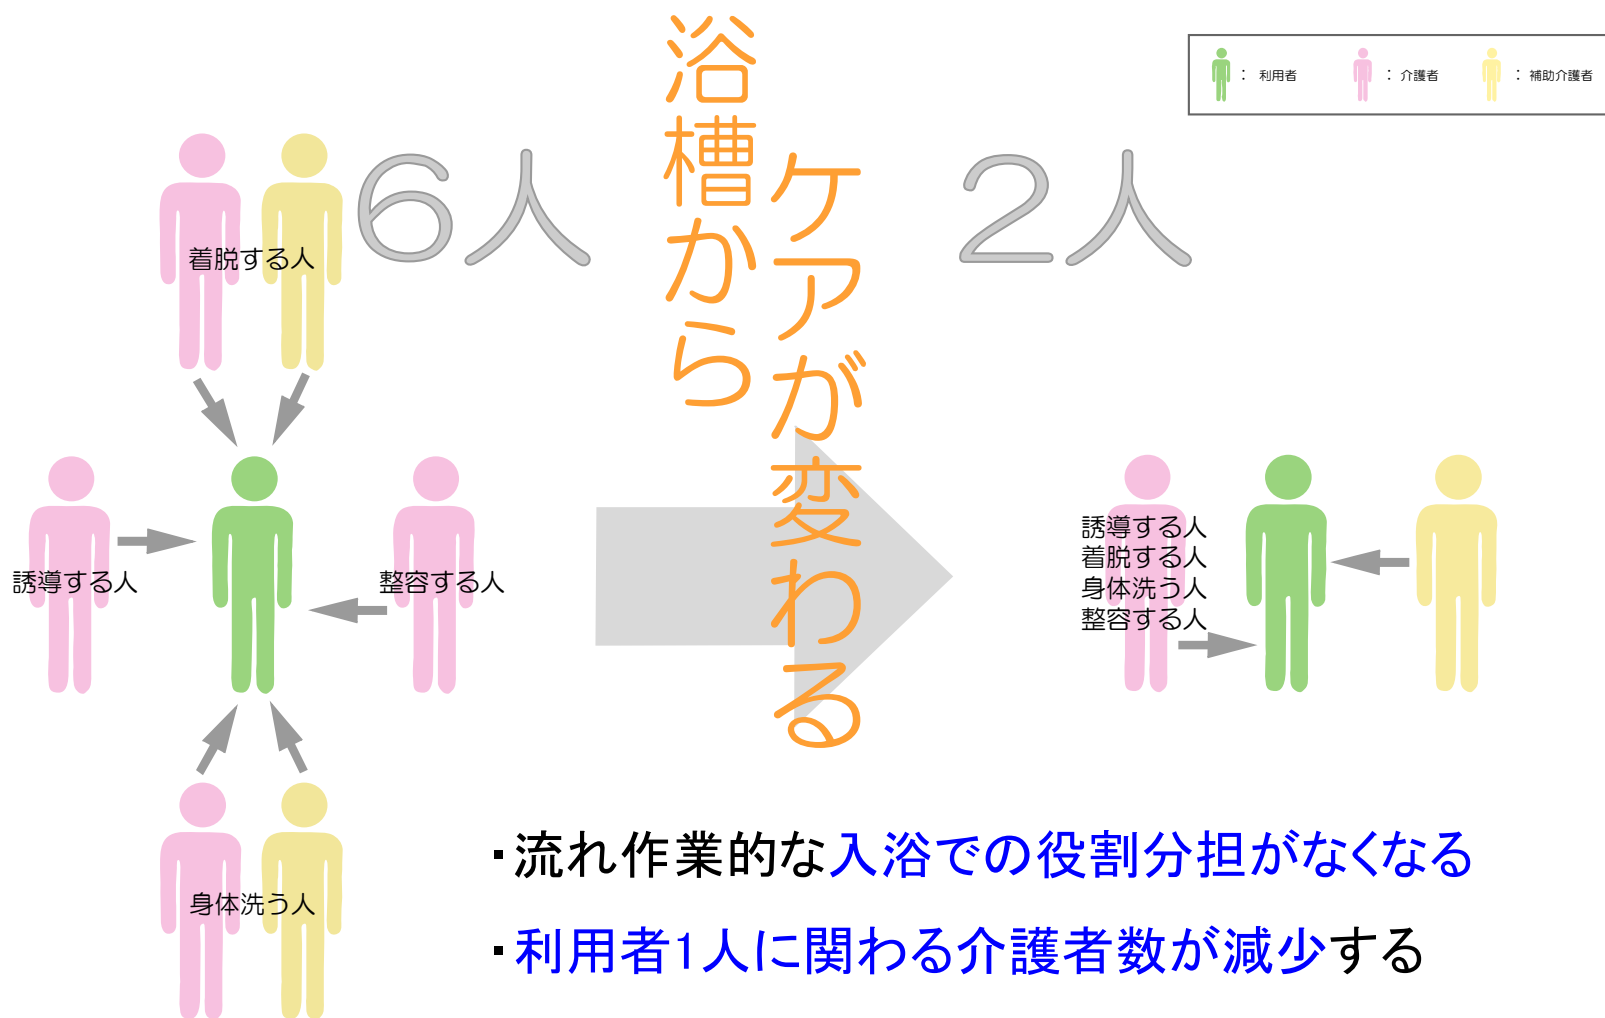 浴槽から
ケアが変わる
：利用者
：介護者
：補助介護者
6人
着脱する人
誘導する人
整容する人
身体洗う人
2人
誘導する人
着脱する人
身体洗う人
整容する人
・流れ作業的な入浴での役割分担がなくなる
・利用者1人に関わる介護者数が減少する